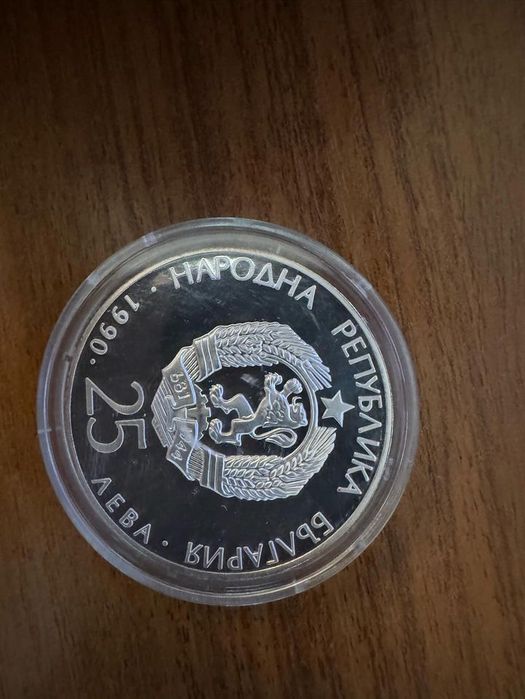 НАРОДНА РЕПУБЛИКА БЪЛГАРИЯ
681 1944
25
ЛЕВА
· 1990 ·